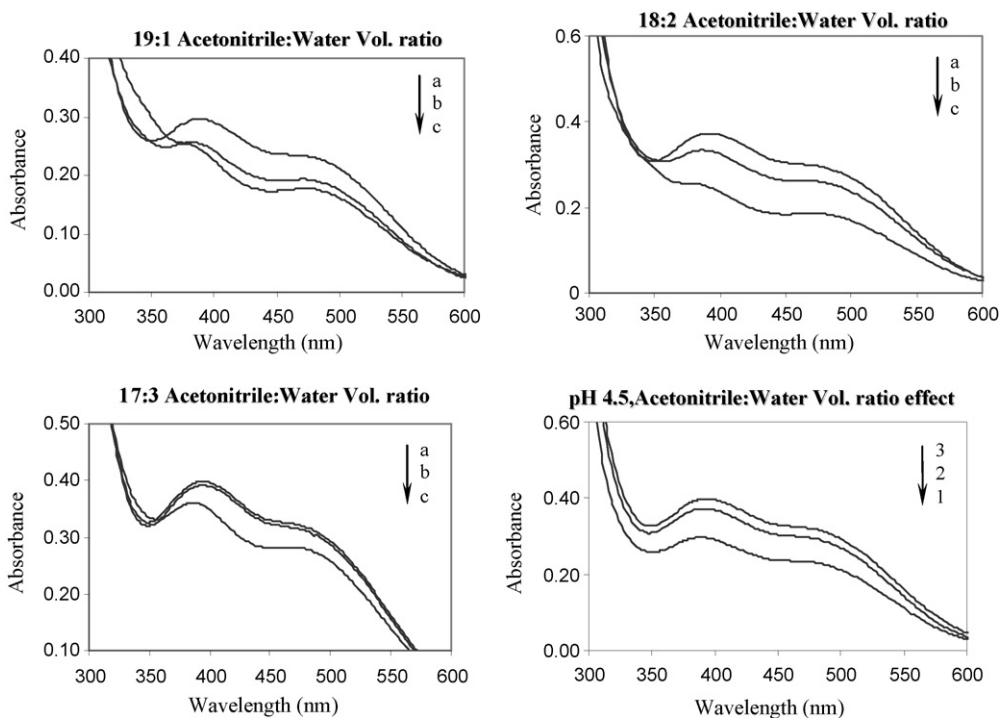 19:1 Acetonitrile:Water Vol. ratio
0.40
0.30
0.20
0.10
0.00
Absorbance
a
b
c
300 350 400 450 500 550 600
Wavelength (nm)
18:2 Acetonitrile:Water Vol. ratio
0.6
0.4
0.2
0
Absorbance
a
b
c
300 350 400 450 500 550 600
Wavelength (nm)
17:3 Acetonitrile:Water Vol. ratio
0.50
0.40
0.30
0.20
0.10
Absorbance
a
b
c
300 350 400 450 500 550 600
Wavelength (nm)
pH 4.5,Acetonitrile:Water Vol. ratio effect
0.60
0.40
0.20
0.00
Absorbance
3
2
1
300 350 400 450 500 550 600
Wavelength (nm)